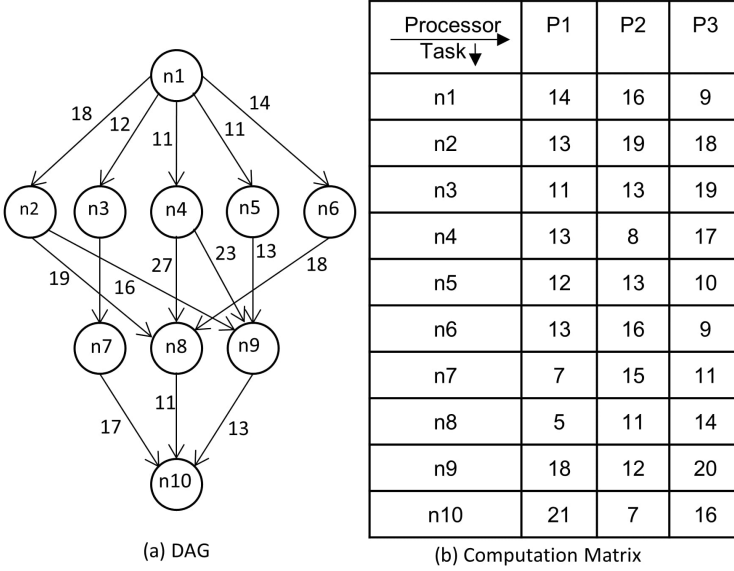 n1
18
12
11
11
14
n2
n3
n4
n5
n6
19
16
27
23
13
18
n7
n8
n9
17
11
13
n10
(a) DAG
Processor P1 P2 P3
Task
n1 14 16 9
n2 13 19 18
n3 11 13 19
n4 13 8 17
n5 12 13 10
n6 13 16 9
n7 7 15 11
n8 5 11 14
n9 18 12 20
n10 21 7 16
(b) Computation Matrix